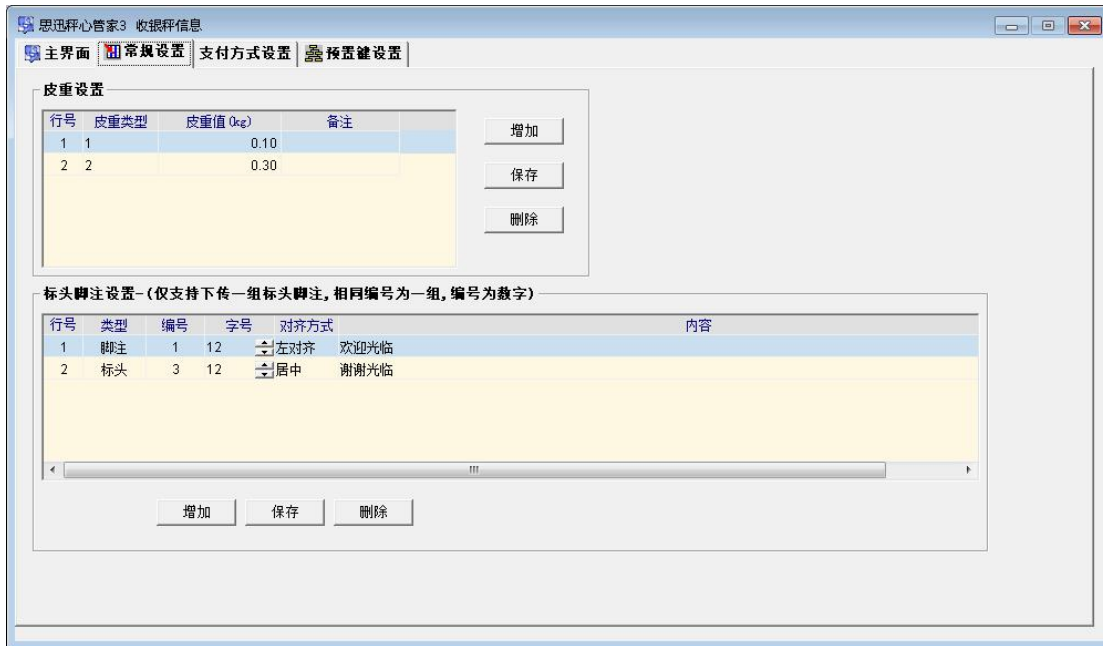 思迅秤心管家3 收银秤信息
主界面 常规设置 支付方式设置 预置键设置
皮重设置
行号 皮重类型 皮重值(kg) 备注
1 1 0.10
2 2 0.30
增加
保存
删除
标头脚注设置-(仅支持下传一组标头脚注,相同编号为一组,编号为数字)
行号 类型 编号 字号 对齐方式 内容
1 脚注 1 12 左对齐 欢迎光临
2 标头 3 12 居中 谢谢光临
增加 保存 删除